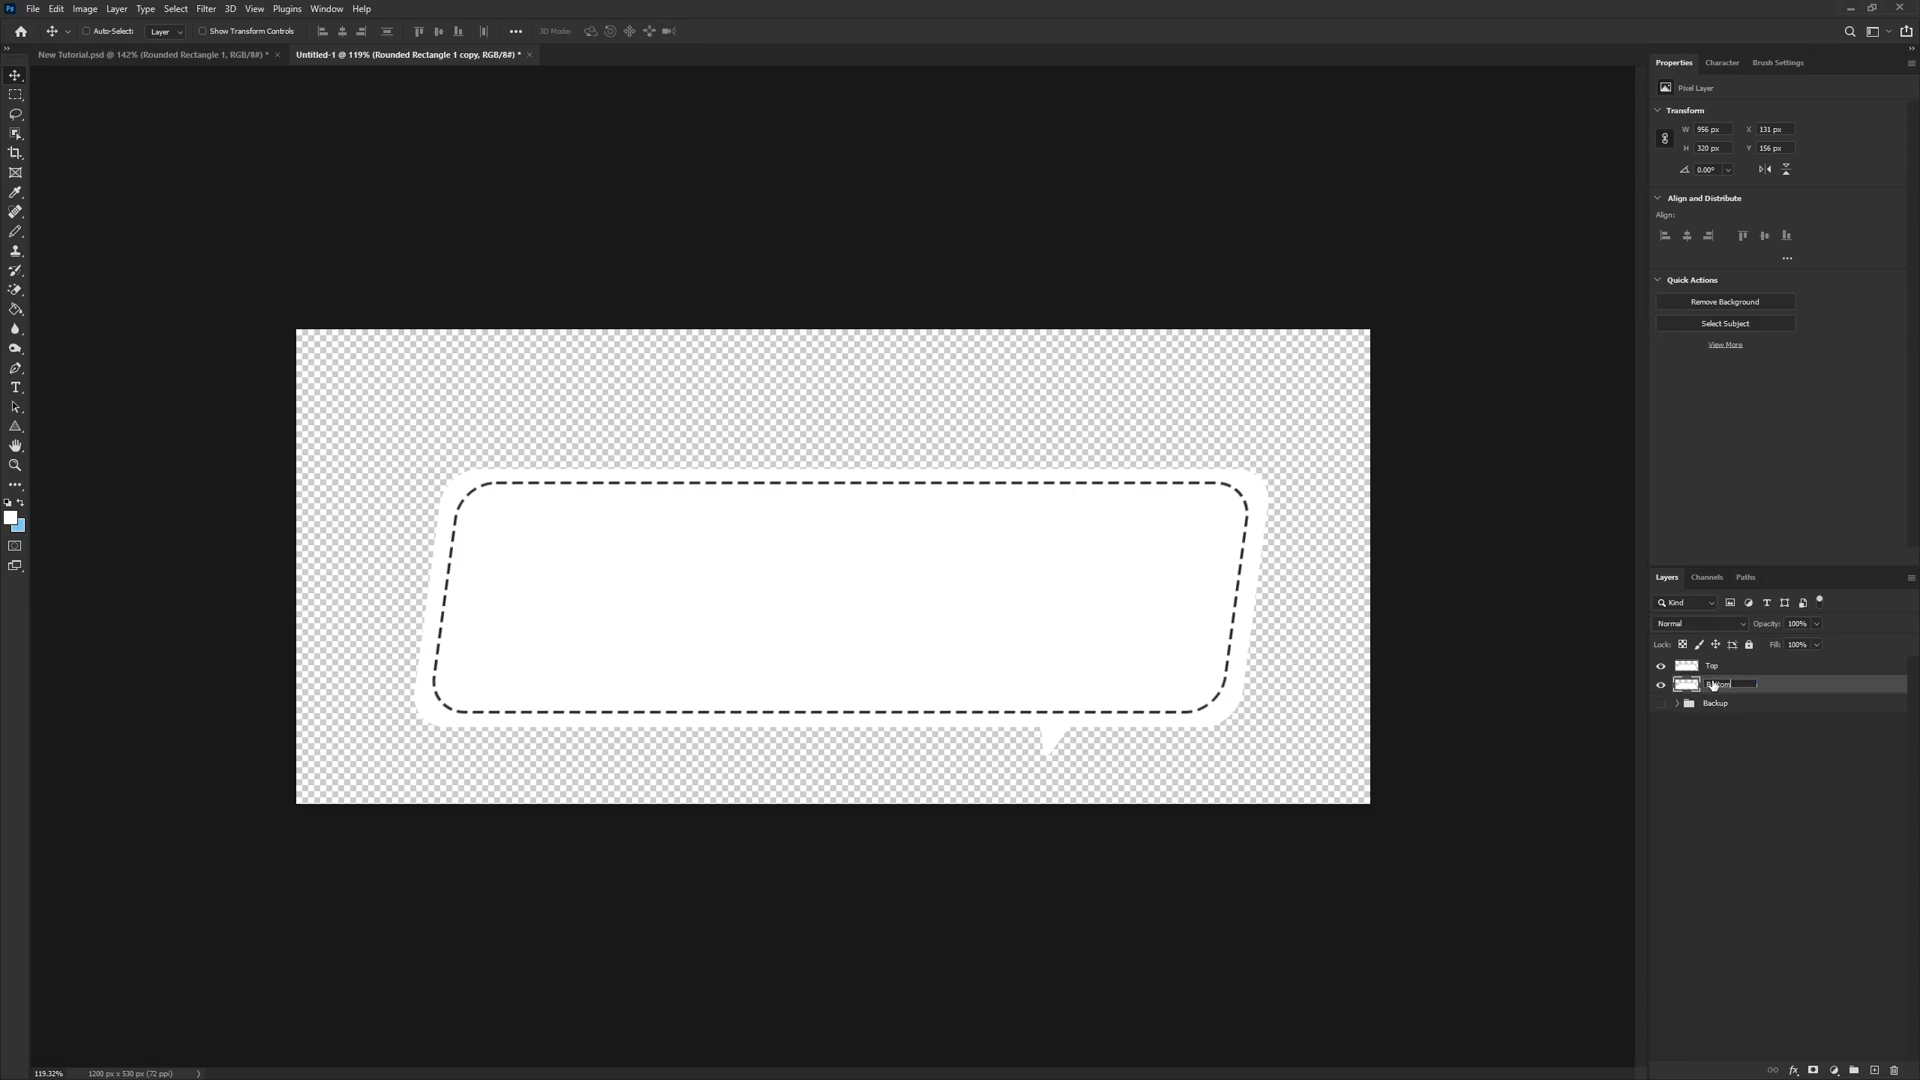 Ps File Edit Image Layer Type Select Filter 3D View Plugins Window Help
Auto-Select: Layer Show Transform Controls 3D Mode:
New Tutorial.psd @ 142% (Rounded Rectangle 1, RGB/8#) * × Untitled-1 @ 119% (Rounded Rectangle 1 copy, RGB/8#) * ×
Properties Character Brush Settings
Pixel Layer
Transform
W 956 px X 131 px
H 320 px Y 156 px
0.00°
Align and Distribute
Align:
Quick Actions
Remove Background
Select Subject
View More
Layers Channels Paths
Kind
Normal Opacity: 100%
Lock: Fill: 100%
Top
Backup
119.32% 1200 px x 530 px (72 ppi)